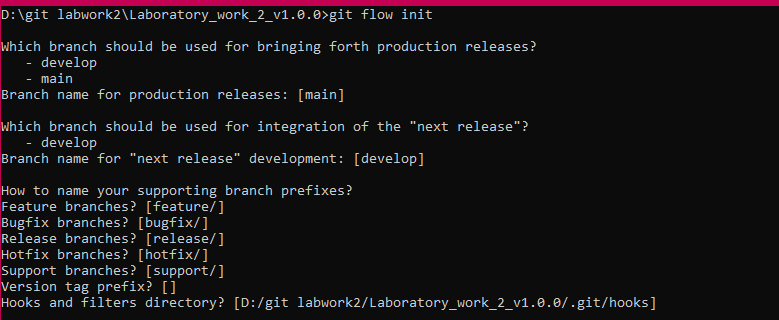 D:\git labwork2\Laboratory_work_2_v1.0.0>git flow init
Which branch should be used for bringing forth production releases?
- develop
- main
Branch name for production releases: [main]
Which branch should be used for integration of the "next release"?
- develop
Branch name for "next release" development: [develop]
How to name your supporting branch prefixes?
Feature branches? [feature/]
Bugfix branches? [bugfix/]
Release branches? [release/]
Hotfix branches? [hotfix/]
Support branches? [support/]
Version tag prefix? []
Hooks and filters directory? [D:/git labwork2/Laboratory_work_2_v1.0.0/.git/hooks]